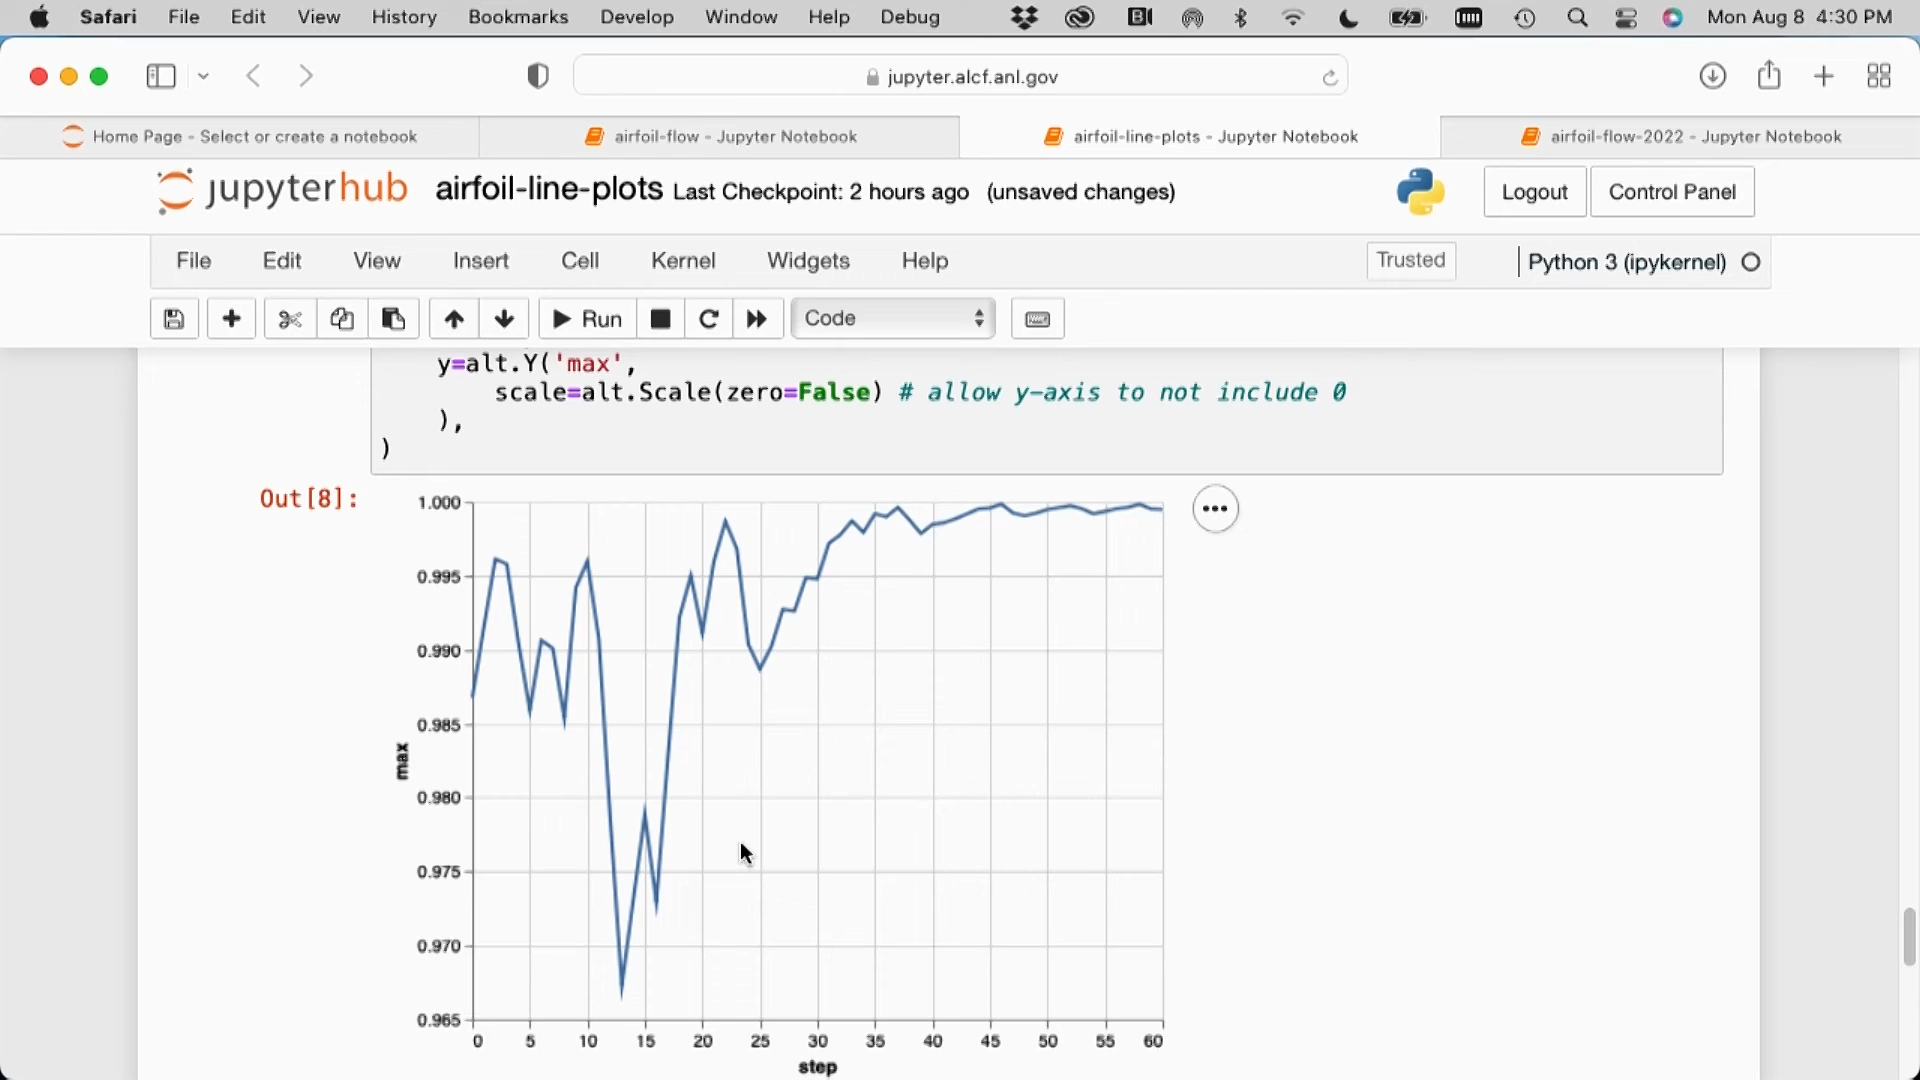 Safari File Edit View History Bookmarks Develop Window Help Debug Mon Aug 8 4:30 PM
jupyter.alcf.anl.gov
Home Page - Select or create a notebook airfoil-flow - Jupyter Notebook airfoil-line-plots - Jupyter Notebook airfoil-flow-2022 - Jupyter Notebook
jupyterhub airfoil-line-plots Last Checkpoint: 2 hours ago (unsaved changes) Logout Control Panel
File Edit View Insert Cell Kernel Widgets Help Trusted Python 3 (ipykernel)
Run Code
y=alt.Y('max',
scale=alt.Scale(zero=False) # allow y-axis to not include 0
),
)
Out[8]:
1.000
0.995
0.990
0.985
0.980
0.975
0.970
0.965
max
0 5 10 15 20 25 30 35 40 45 50 55 60
step